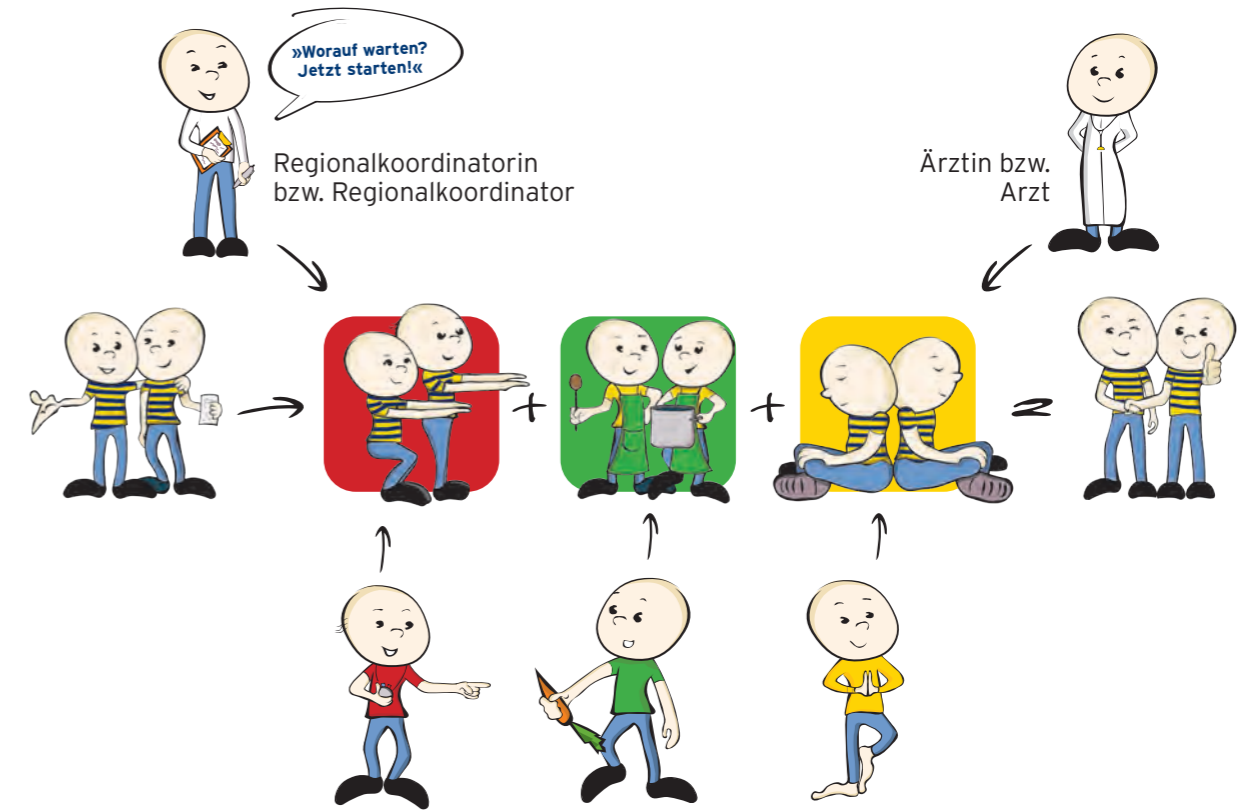 »Worauf warten?
Jetzt starten!«
Regionalkoordinatorin
bzw. Regionalkoordinator
Ärztin bzw.
Arzt